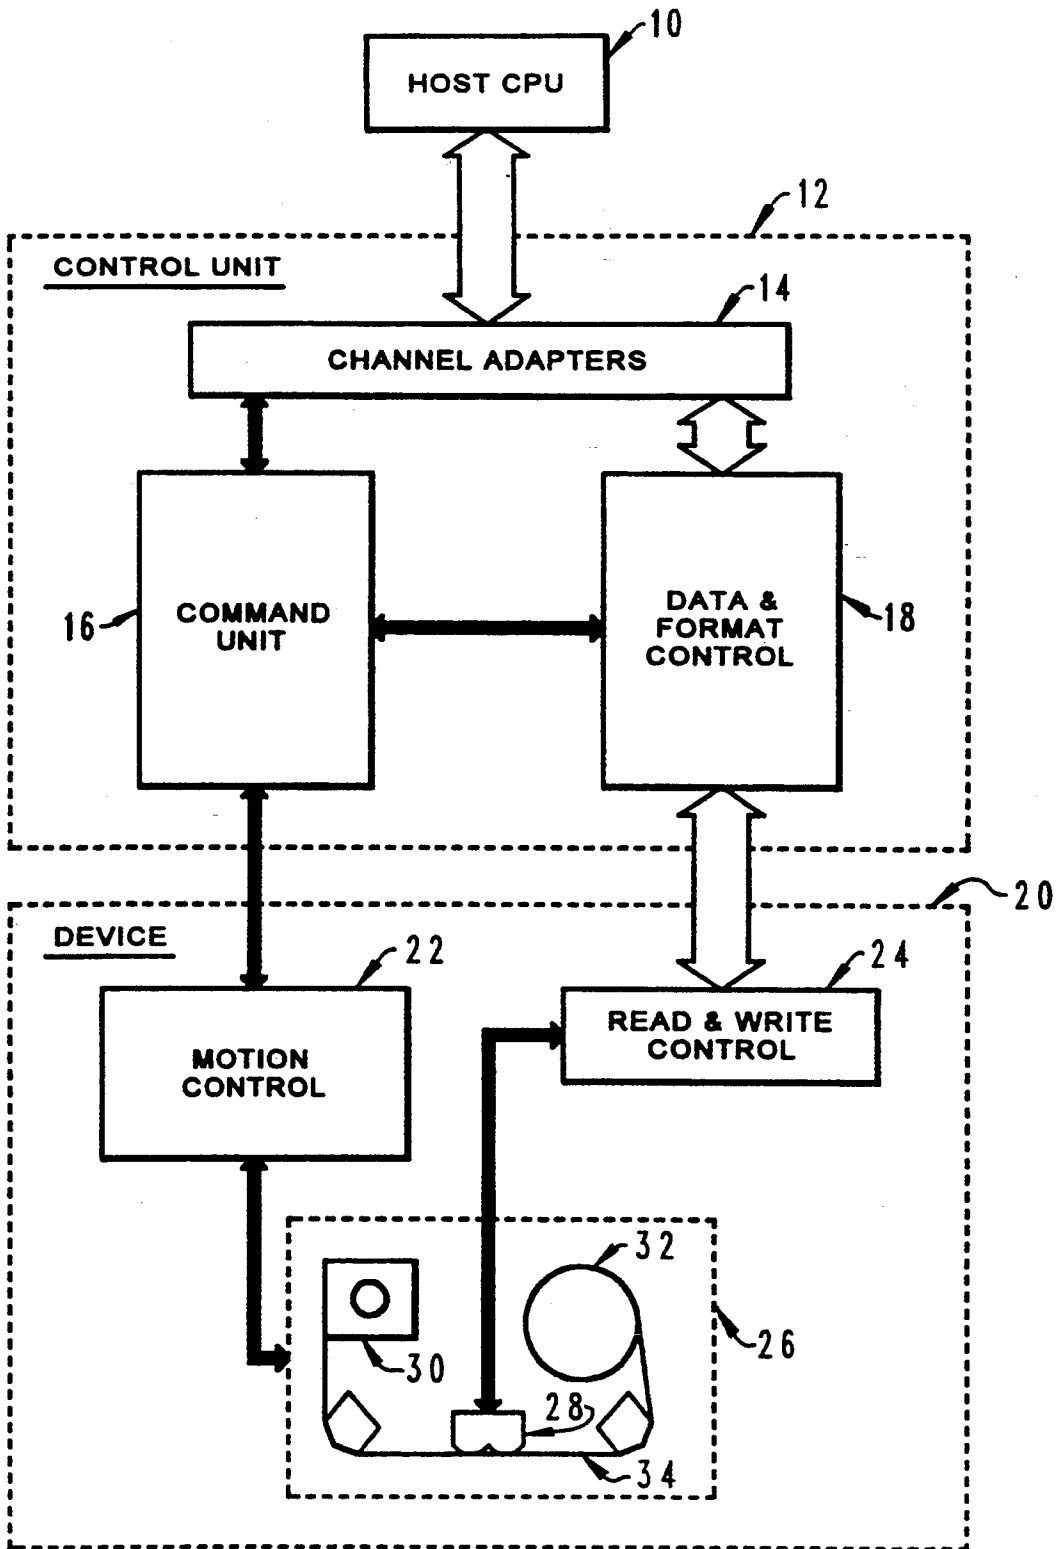 10
HOST CPU
12
CONTROL UNIT
14
CHANNEL ADAPTERS
16
COMMAND
UNIT
DATA &
FORMAT
CONTROL
18
20
DEVICE
22
24
READ & WRITE
CONTROL
MOTION
CONTROL
32
26
30
28
34